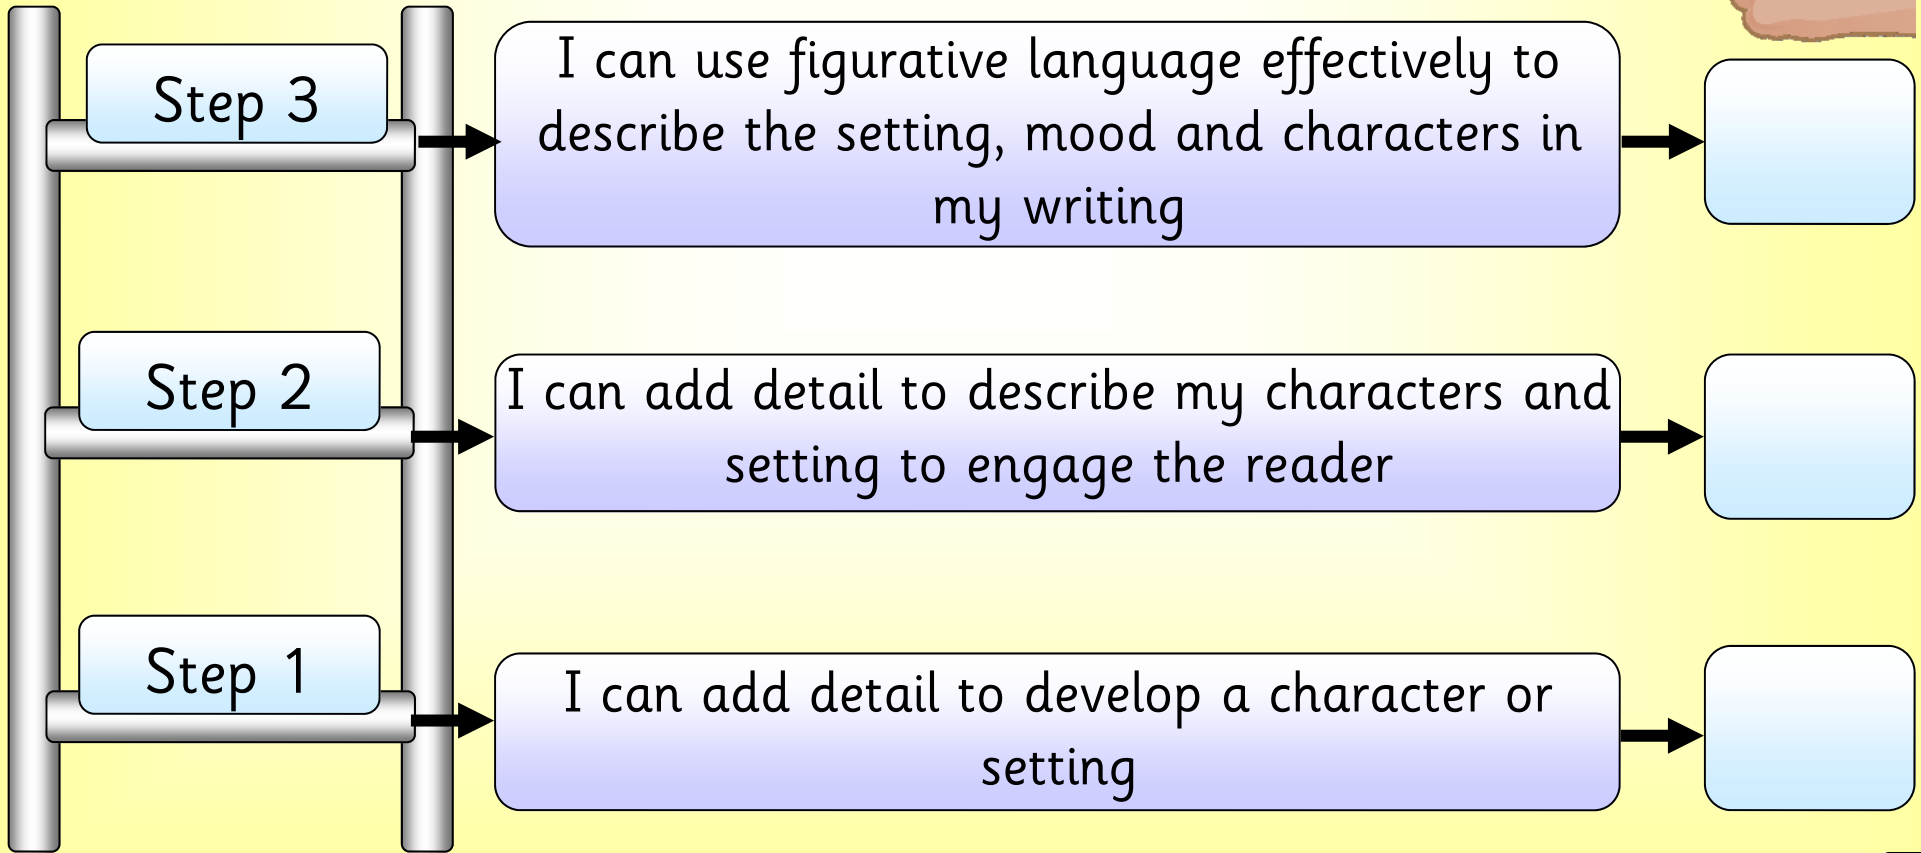 Step 3
I can use figurative language effectively to
describe the setting, mood and characters in
my writing
Step 2
I can add detail to describe my characters and
setting to engage the reader
Step 1
I can add detail to develop a character or
setting